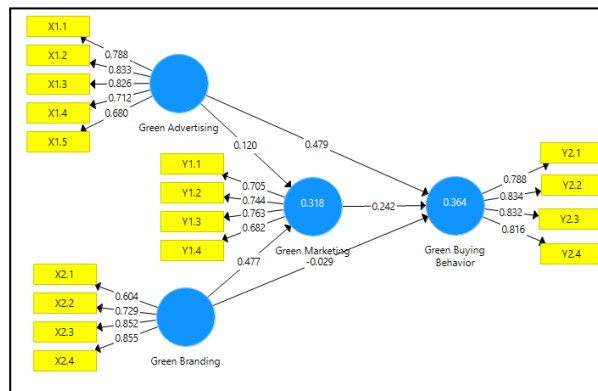 X1.1
X1.2
X1.3
X1.4
X1.5
0.788
0.833
0.826
0.712
0.680
Green Advertising
0.120
0.479
Y1.1
Y1.2
Y1.3
Y1.4
0.705
0.744
0.763
0.682
0.318
Green Marketing
0.242
0.364
Green Buying
Behavior
0.788
0.834
0.832
0.816
Y2.1
Y2.2
Y2.3
Y2.4
0.477
-0.029
X2.1
X2.2
X2.3
X2.4
0.604
0.729
0.852
0.855
Green Branding